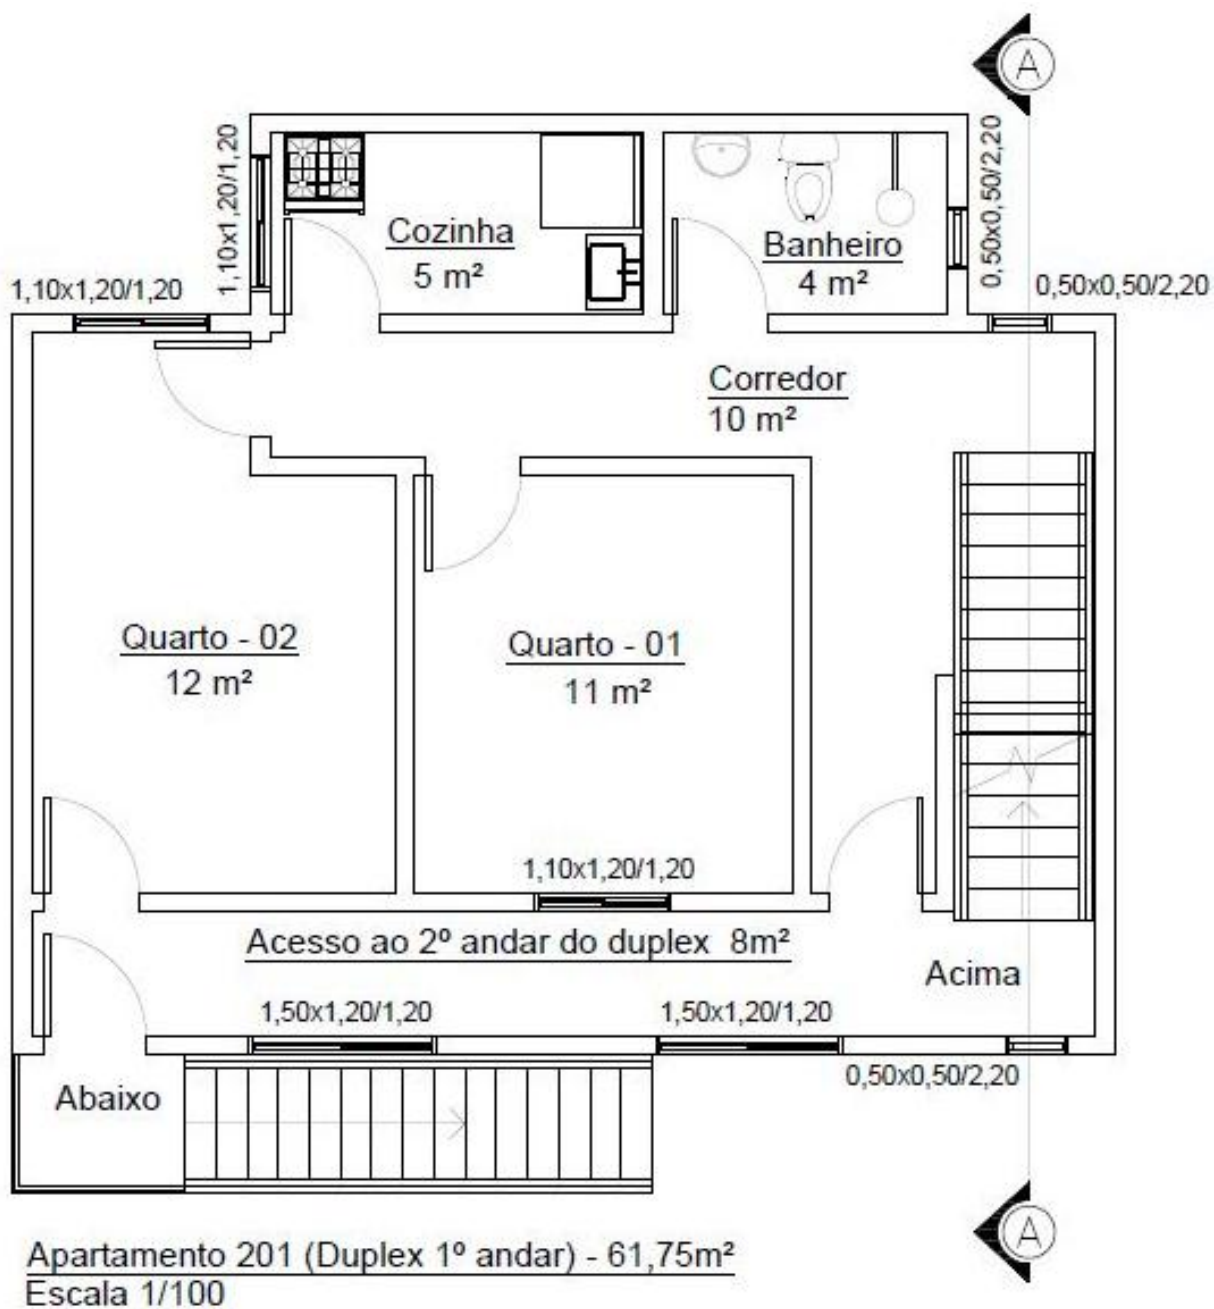 A
1,10x1,20/1,20
0,50x0,50/2,20
Cozinha
5 m²
Banheiro
4 m²
1,10x1,20/1,20
0,50x0,50/2,20
Corredor
10 m²
Quarto - 02
12 m²
Quarto - 01
11 m²
1,10x1,20/1,20
Acesso ao 2º andar do duplex 8m²
Acima
1,50x1,20/1,20
1,50x1,20/1,20
0,50x0,50/2,20
Abaixo
A
Apartamento 201 (Duplex 1º andar) - 61,75m²
Escala 1/100